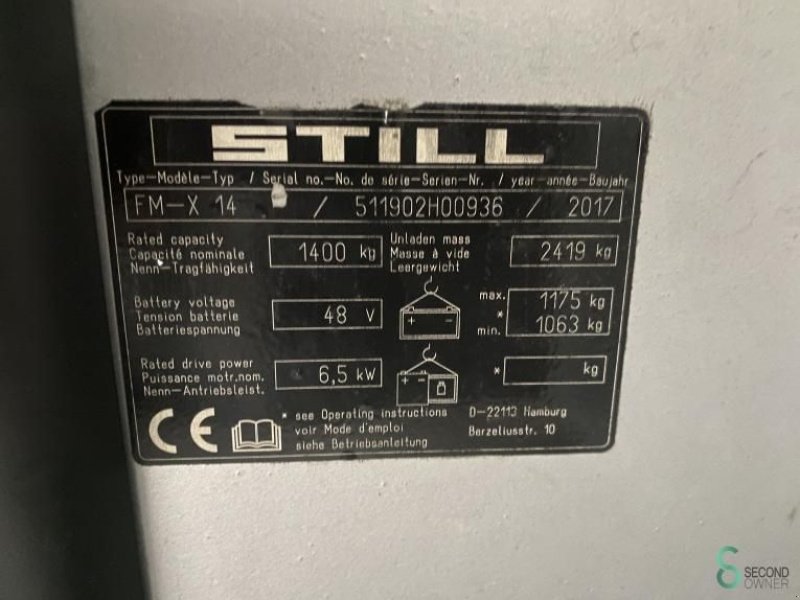 STILL
Type-Modèle-Typ / Serial no.-No. de série-Serien-Nr. / year-année-Baujahr
FM-X 14 / 511902H00936 / 2017
Rated capacity
Capacité nominale
Nenn-Tragfähigkeit
1400 kg
Unladen mass
Masse à vide
Leergewicht
2419 kg
Battery voltage
Tension batterie
Batteriespannung
48 V
max. 1175 kg
*
min. 1063 kg
Rated drive power
Puissance motr.nom.
Nenn-Antriebsleist.
6,5 kW
* kg
CE
* see Operating instructions
voir Mode d'emploi
siehe Betriebsanleitung
D-22113 Hamburg
Berzeliusstr. 10
SECOND
OWNER